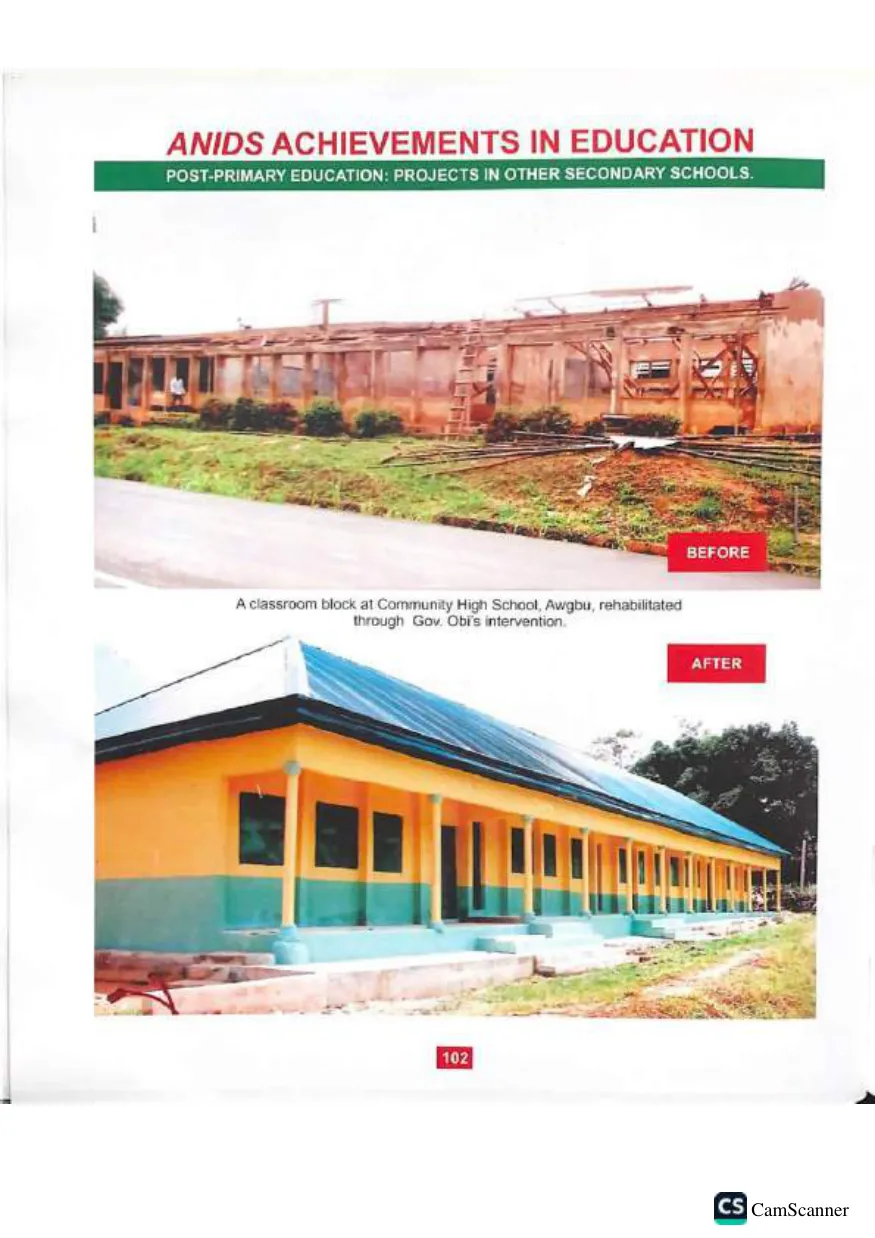 ANIDS ACHIEVEMENTS IN EDUCATION
POST-PRIMARY EDUCATION: PROJECTS IN OTHER SECONDARY SCHOOLS.
BEFORE
A classroom block at Community High School, Awgbu, rehabilitated
through Gov. Obi's intervention.
AFTER
102
CS CamScanner